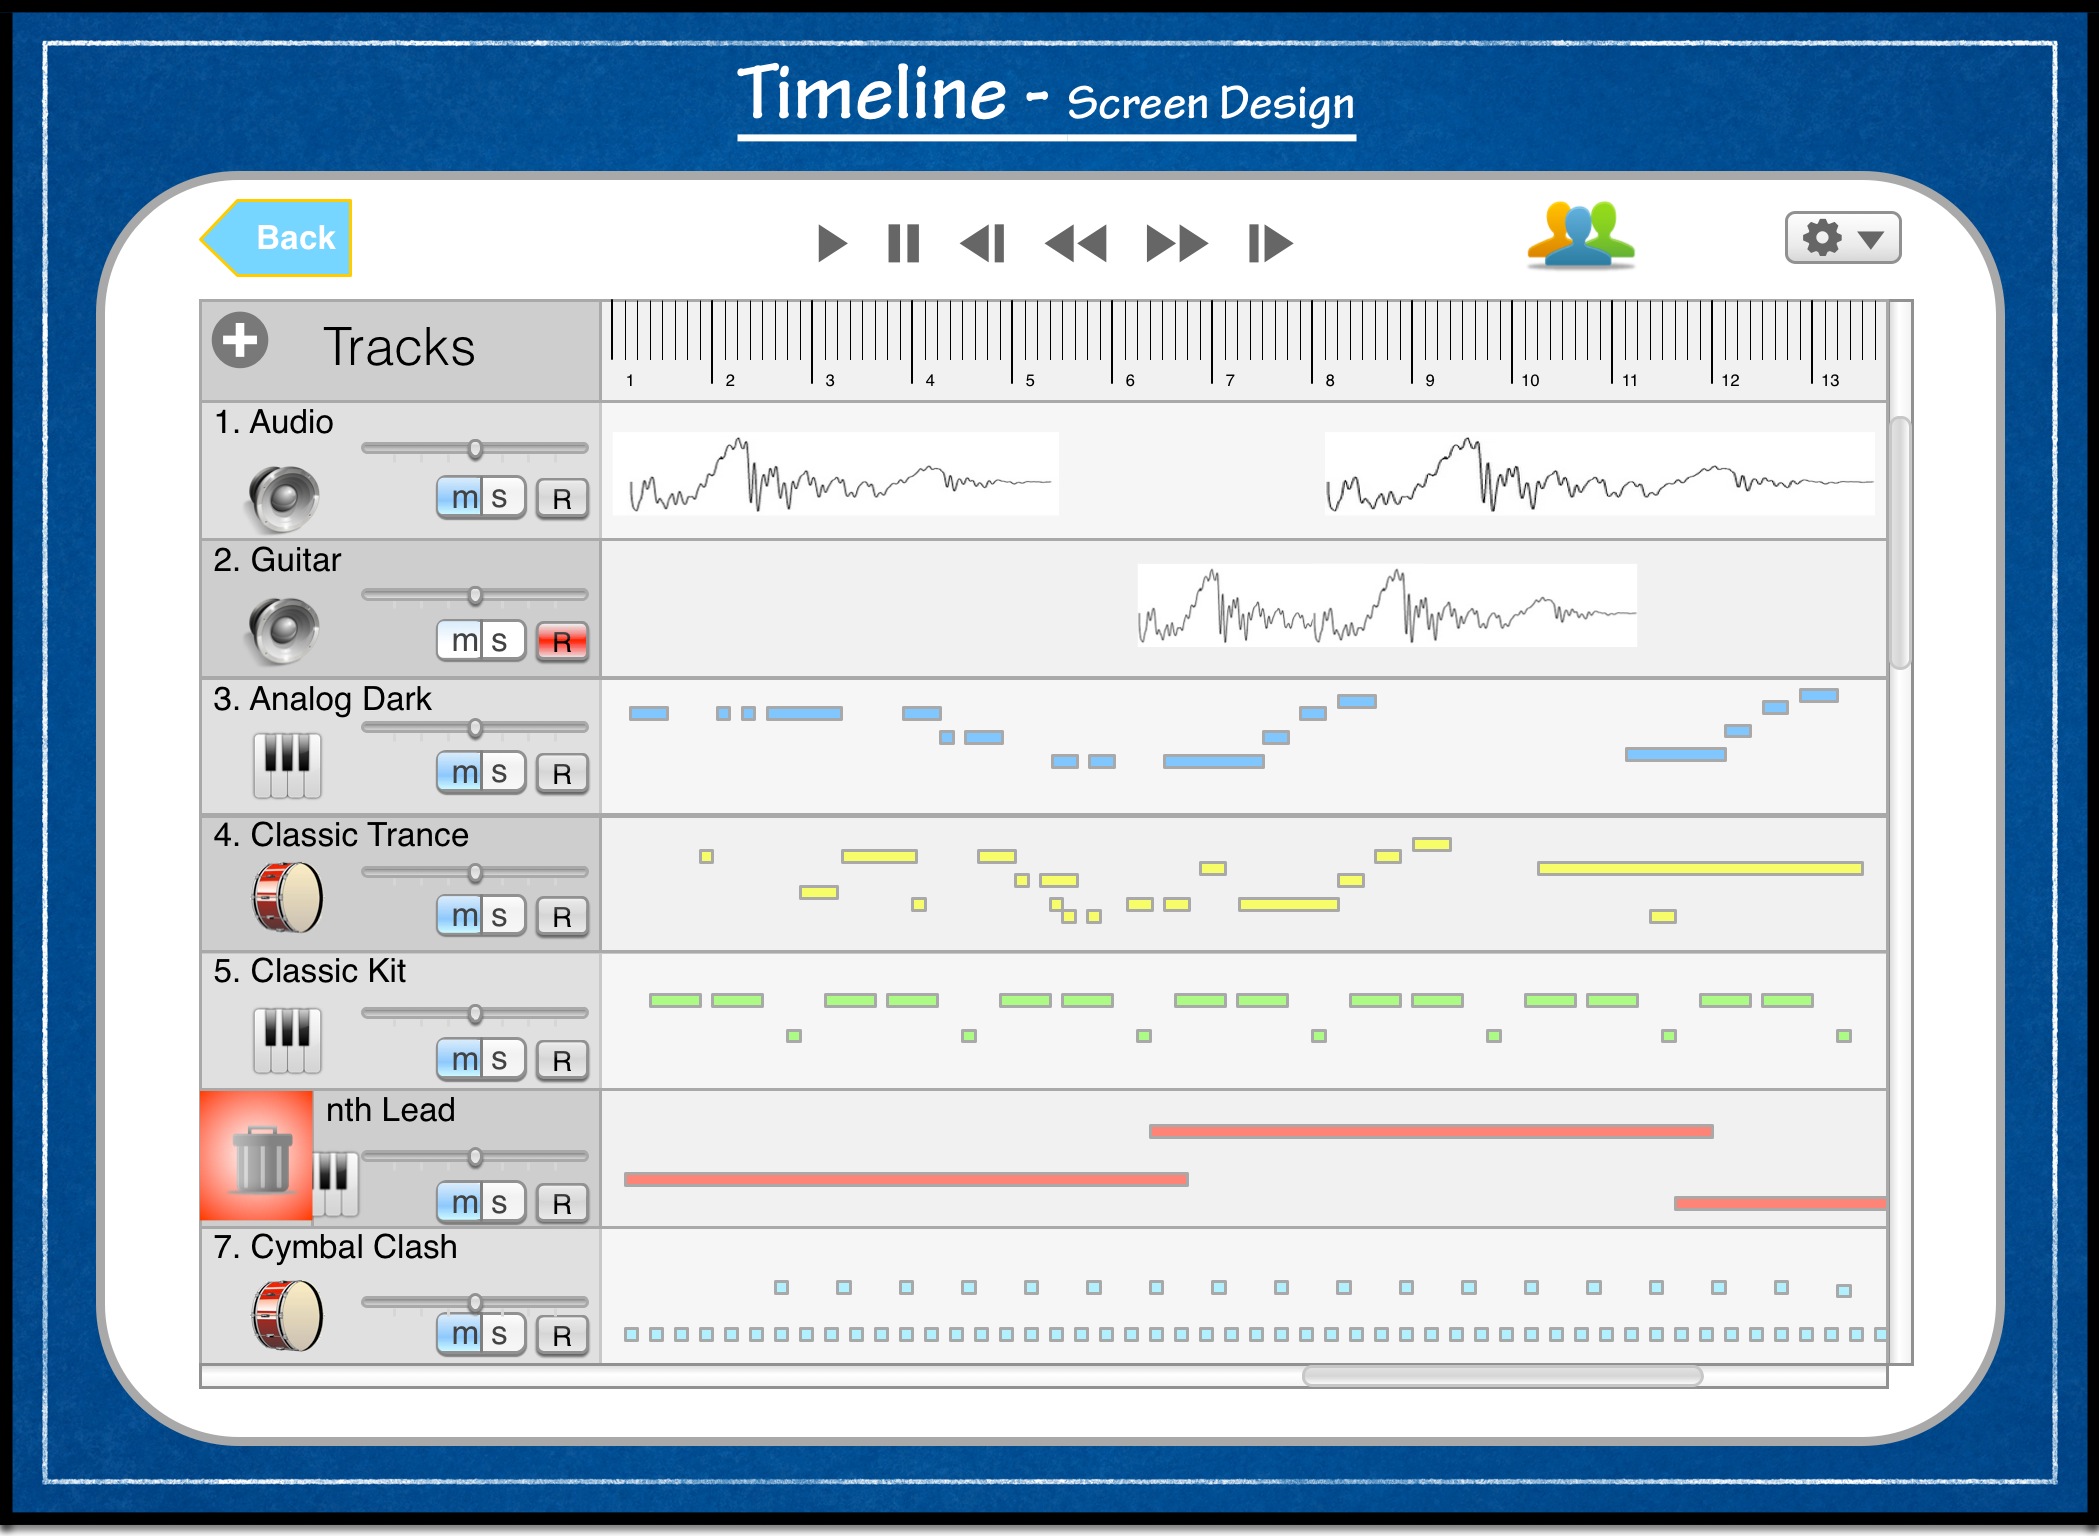 Timeline - Screen Design
Back
Tracks
1 2 3 4 5 6 7 8 9 10 11 12 13
1. Audio
m s R
2. Guitar
m s R
3. Analog Dark
m s R
4. Classic Trance
m s R
5. Classic Kit
m s R
nth Lead
m s R
7. Cymbal Clash
m s R